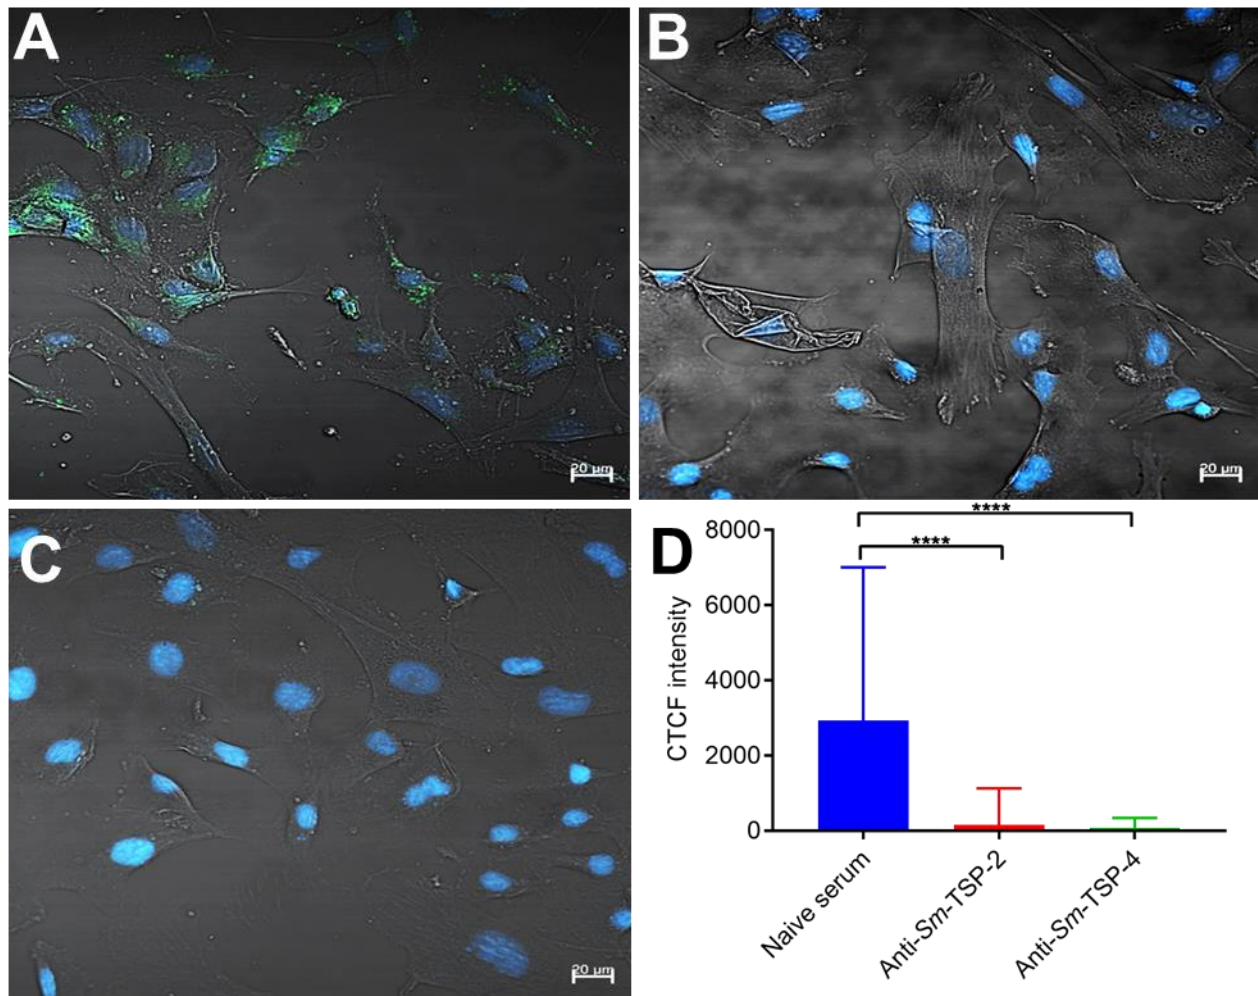 A
B
20 μm
20 μm
C
20 μm
D
****
****
8000
6000
4000
2000
0
CTCF intensity
Naive serum
Anti-Sm-TSP-2
Anti-Sm-TSP-4